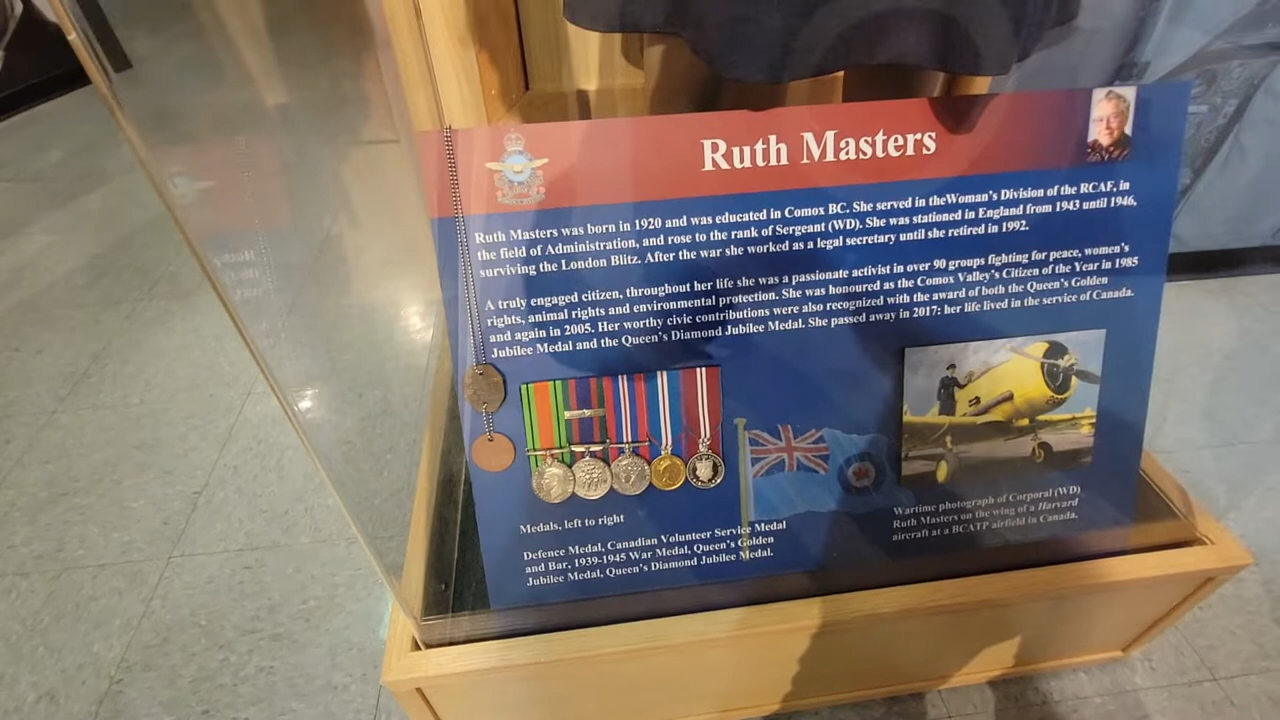 Ruth Masters
Ruth Masters was born in 1920 and was educated in Comox BC. She served in theWoman's Division of the RCAF, in
the field of Administration, and rose to the rank of Sergeant (WD). She was stationed in England from 1943 until 1946,
surviving the London Blitz. After the war she worked as a legal secretary until she retired in 1992.
A truly engaged citizen, throughout her life she was a passionate activist in over 90 groups fighting for peace, women's
rights, animal rights and environmental protection. She was honoured as the Comox Valley's Citizen of the Year in 1985
and again in 2005. Her worthy civic contributions were also recognized with the award of both the Queen's Golden
Jubilee Medal and the Queen's Diamond Jubilee Medal. She passed away in 2017: her life lived in the service of Canada.
Medals, left to right
Defence Medal, Canadian Volunteer Service Medal
and Bar, 1939-1945 War Medal, Queen's Golden
Jubilee Medal, Queen's Diamond Jubilee Medal.
Wartime photograph of Corporal (WD)
Ruth Masters on the wing of a Harvard
aircraft at a BCATP airfield in Canada.